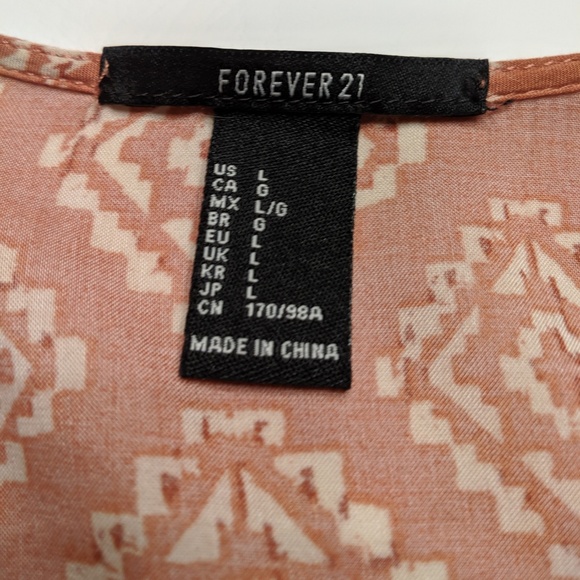 FOREVER 21
US L
CA G
MX L/G
BR G
EU L
UK L
KR L
JP L
CN 170/98A
MADE IN CHINA